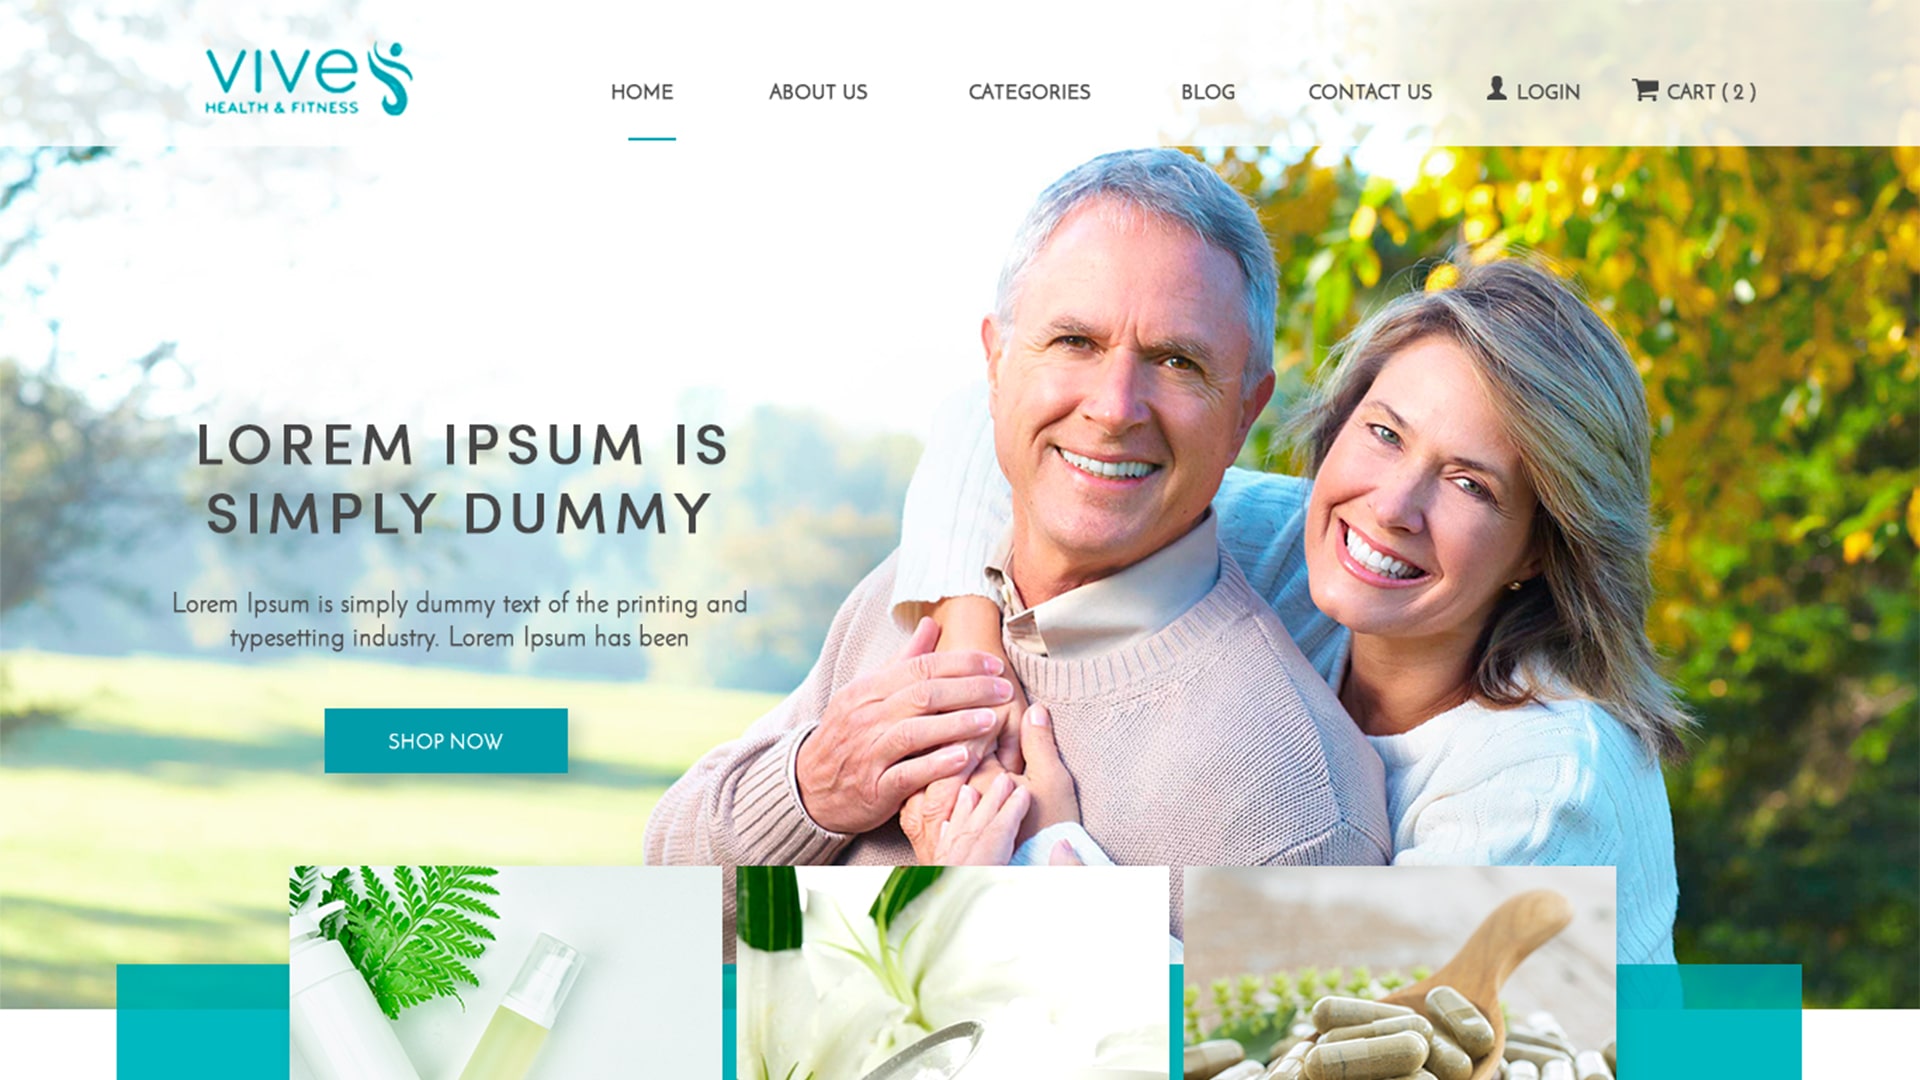 vive
HEALTH & FITNESS
HOME
ABOUT US
CATEGORIES
BLOG
CONTACT US
LOGIN
CART ( 2 )
LOREM IPSUM IS
SIMPLY DUMMY
Lorem Ipsum is simply dummy text of the printing and
typesetting industry. Lorem Ipsum has been
SHOP NOW